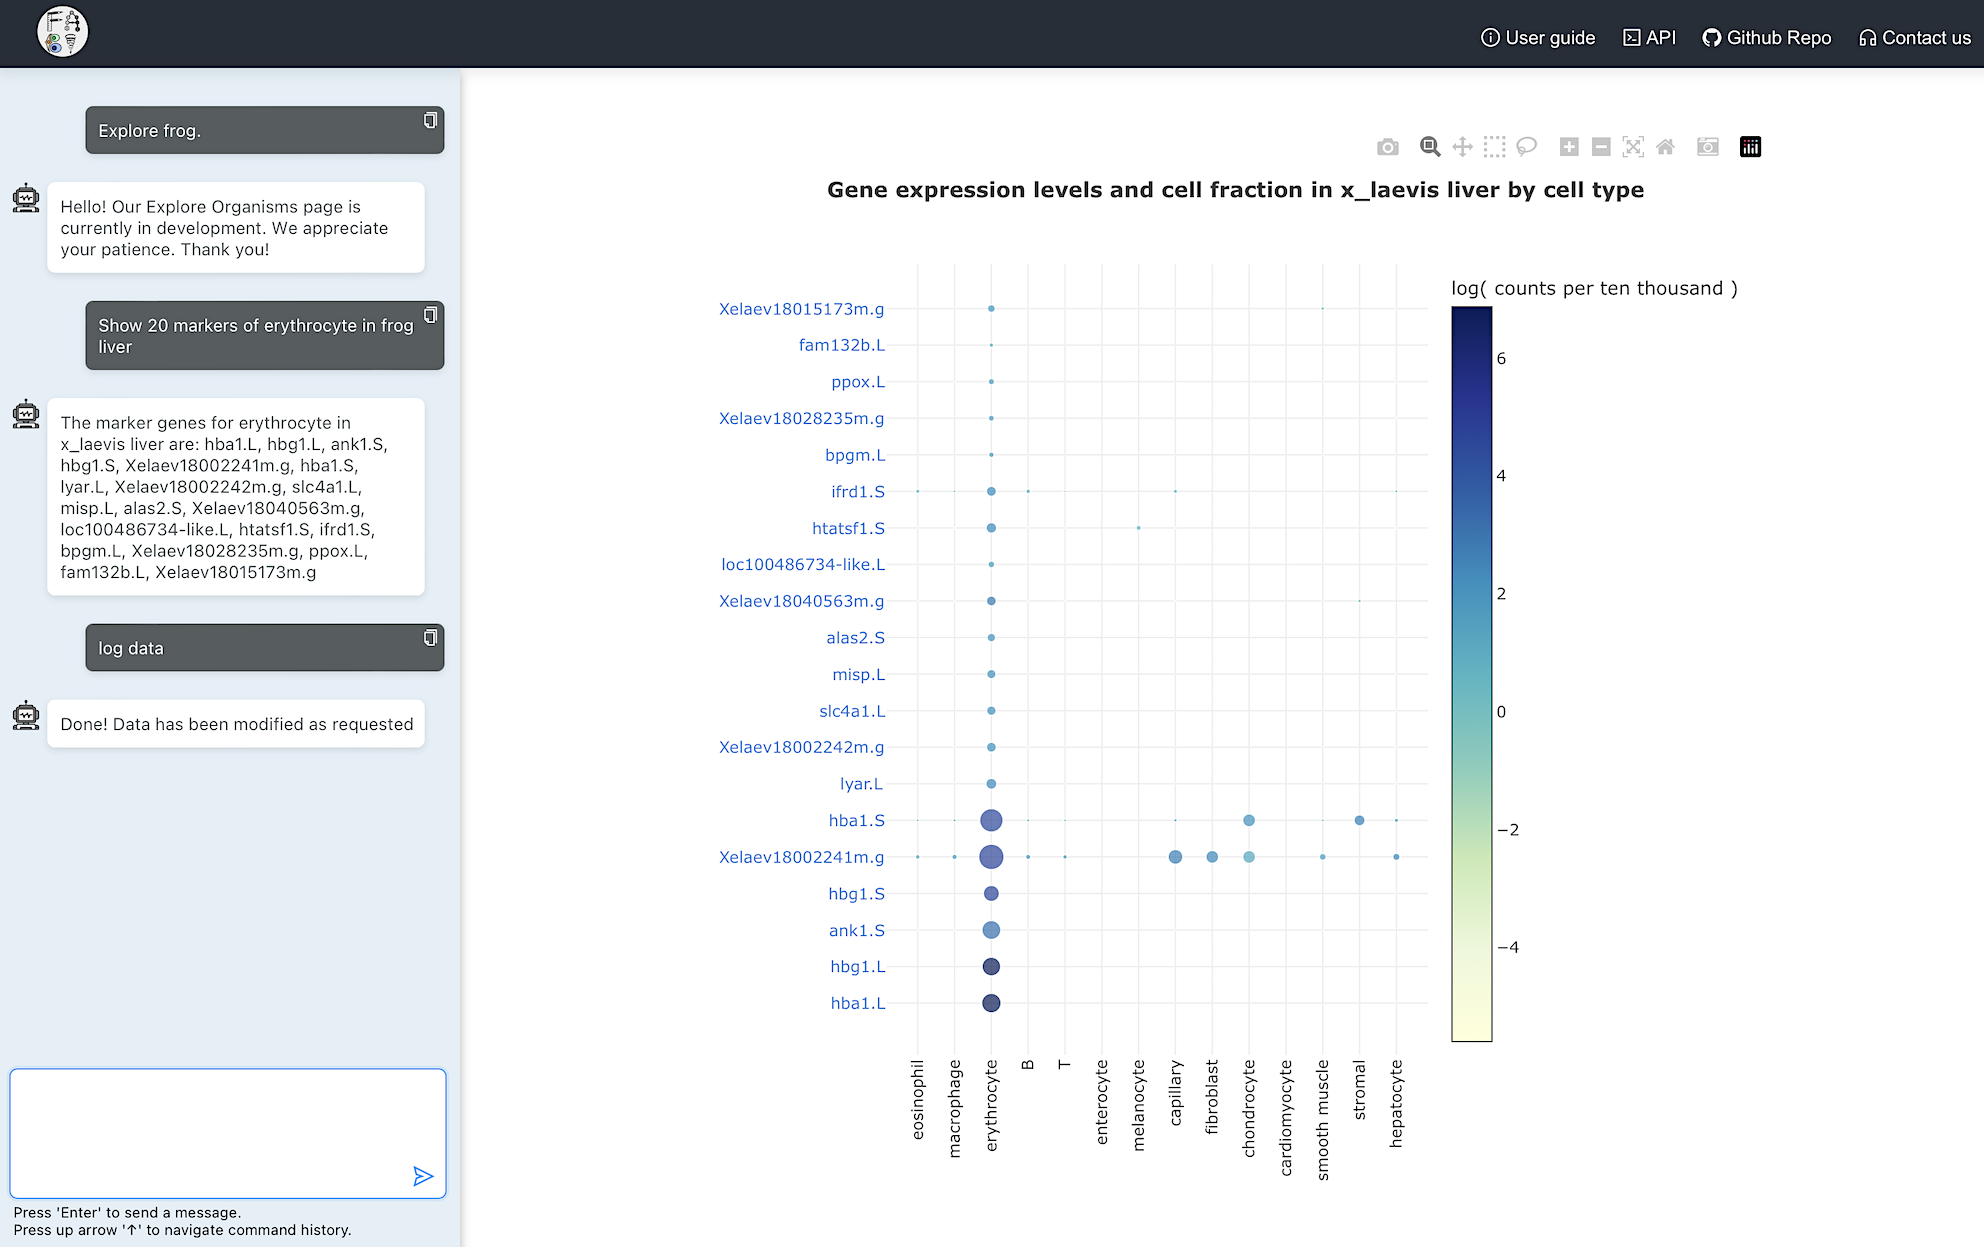 User guide
API
Github Repo
Contact us
Explore frog.
Hello! Our Explore Organisms page is
currently in development. We appreciate
your patience. Thank you!
Show 20 markers of erythrocyte in frog
liver
The marker genes for erythrocyte in
x_laevis liver are: hba1.L, hbg1.L, ank1.S,
hbg1.S, Xelaev18002241m.g, hba1.S,
lyar.L, Xelaev18002242m.g, slc4a1.L,
misp.L, alas2.S, Xelaev18040563m.g,
loc100486734-like.L, htatsf1.S, ifrd1.S,
bpgm.L, Xelaev18028235m.g, ppox.L,
fam132b.L, Xelaev18015173m.g
log data
Done! Data has been modified as requested
Press 'Enter' to send a message.
Press up arrow '↑' to navigate command history.
Gene expression levels and cell fraction in x_laevis liver by cell type
Xelaev18015173m.g
fam132b.L
ppox.L
Xelaev18028235m.g
bpgm.L
ifrd1.S
htatsf1.S
loc100486734-like.L
Xelaev18040563m.g
alas2.S
misp.L
slc4a1.L
Xelaev18002242m.g
lyar.L
hba1.S
Xelaev18002241m.g
hbg1.S
ank1.S
hbg1.L
hba1.L
eosinophil
macrophage
erythrocyte
B
T
enterocyte
melanocyte
capillary
fibroblast
chondrocyte
cardiomyocyte
smooth muscle
stromal
hepatocyte
log( counts per ten thousand )
6
4
2
0
−2
−4